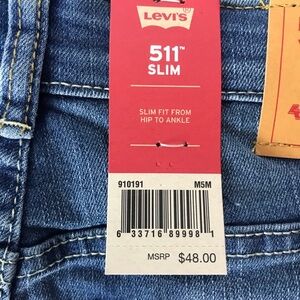 Levi's
511™
SLIM
SLIM FIT FROM
HIP TO ANKLE
910191 M5M
6 33716 89998 1
MSRP $48.00